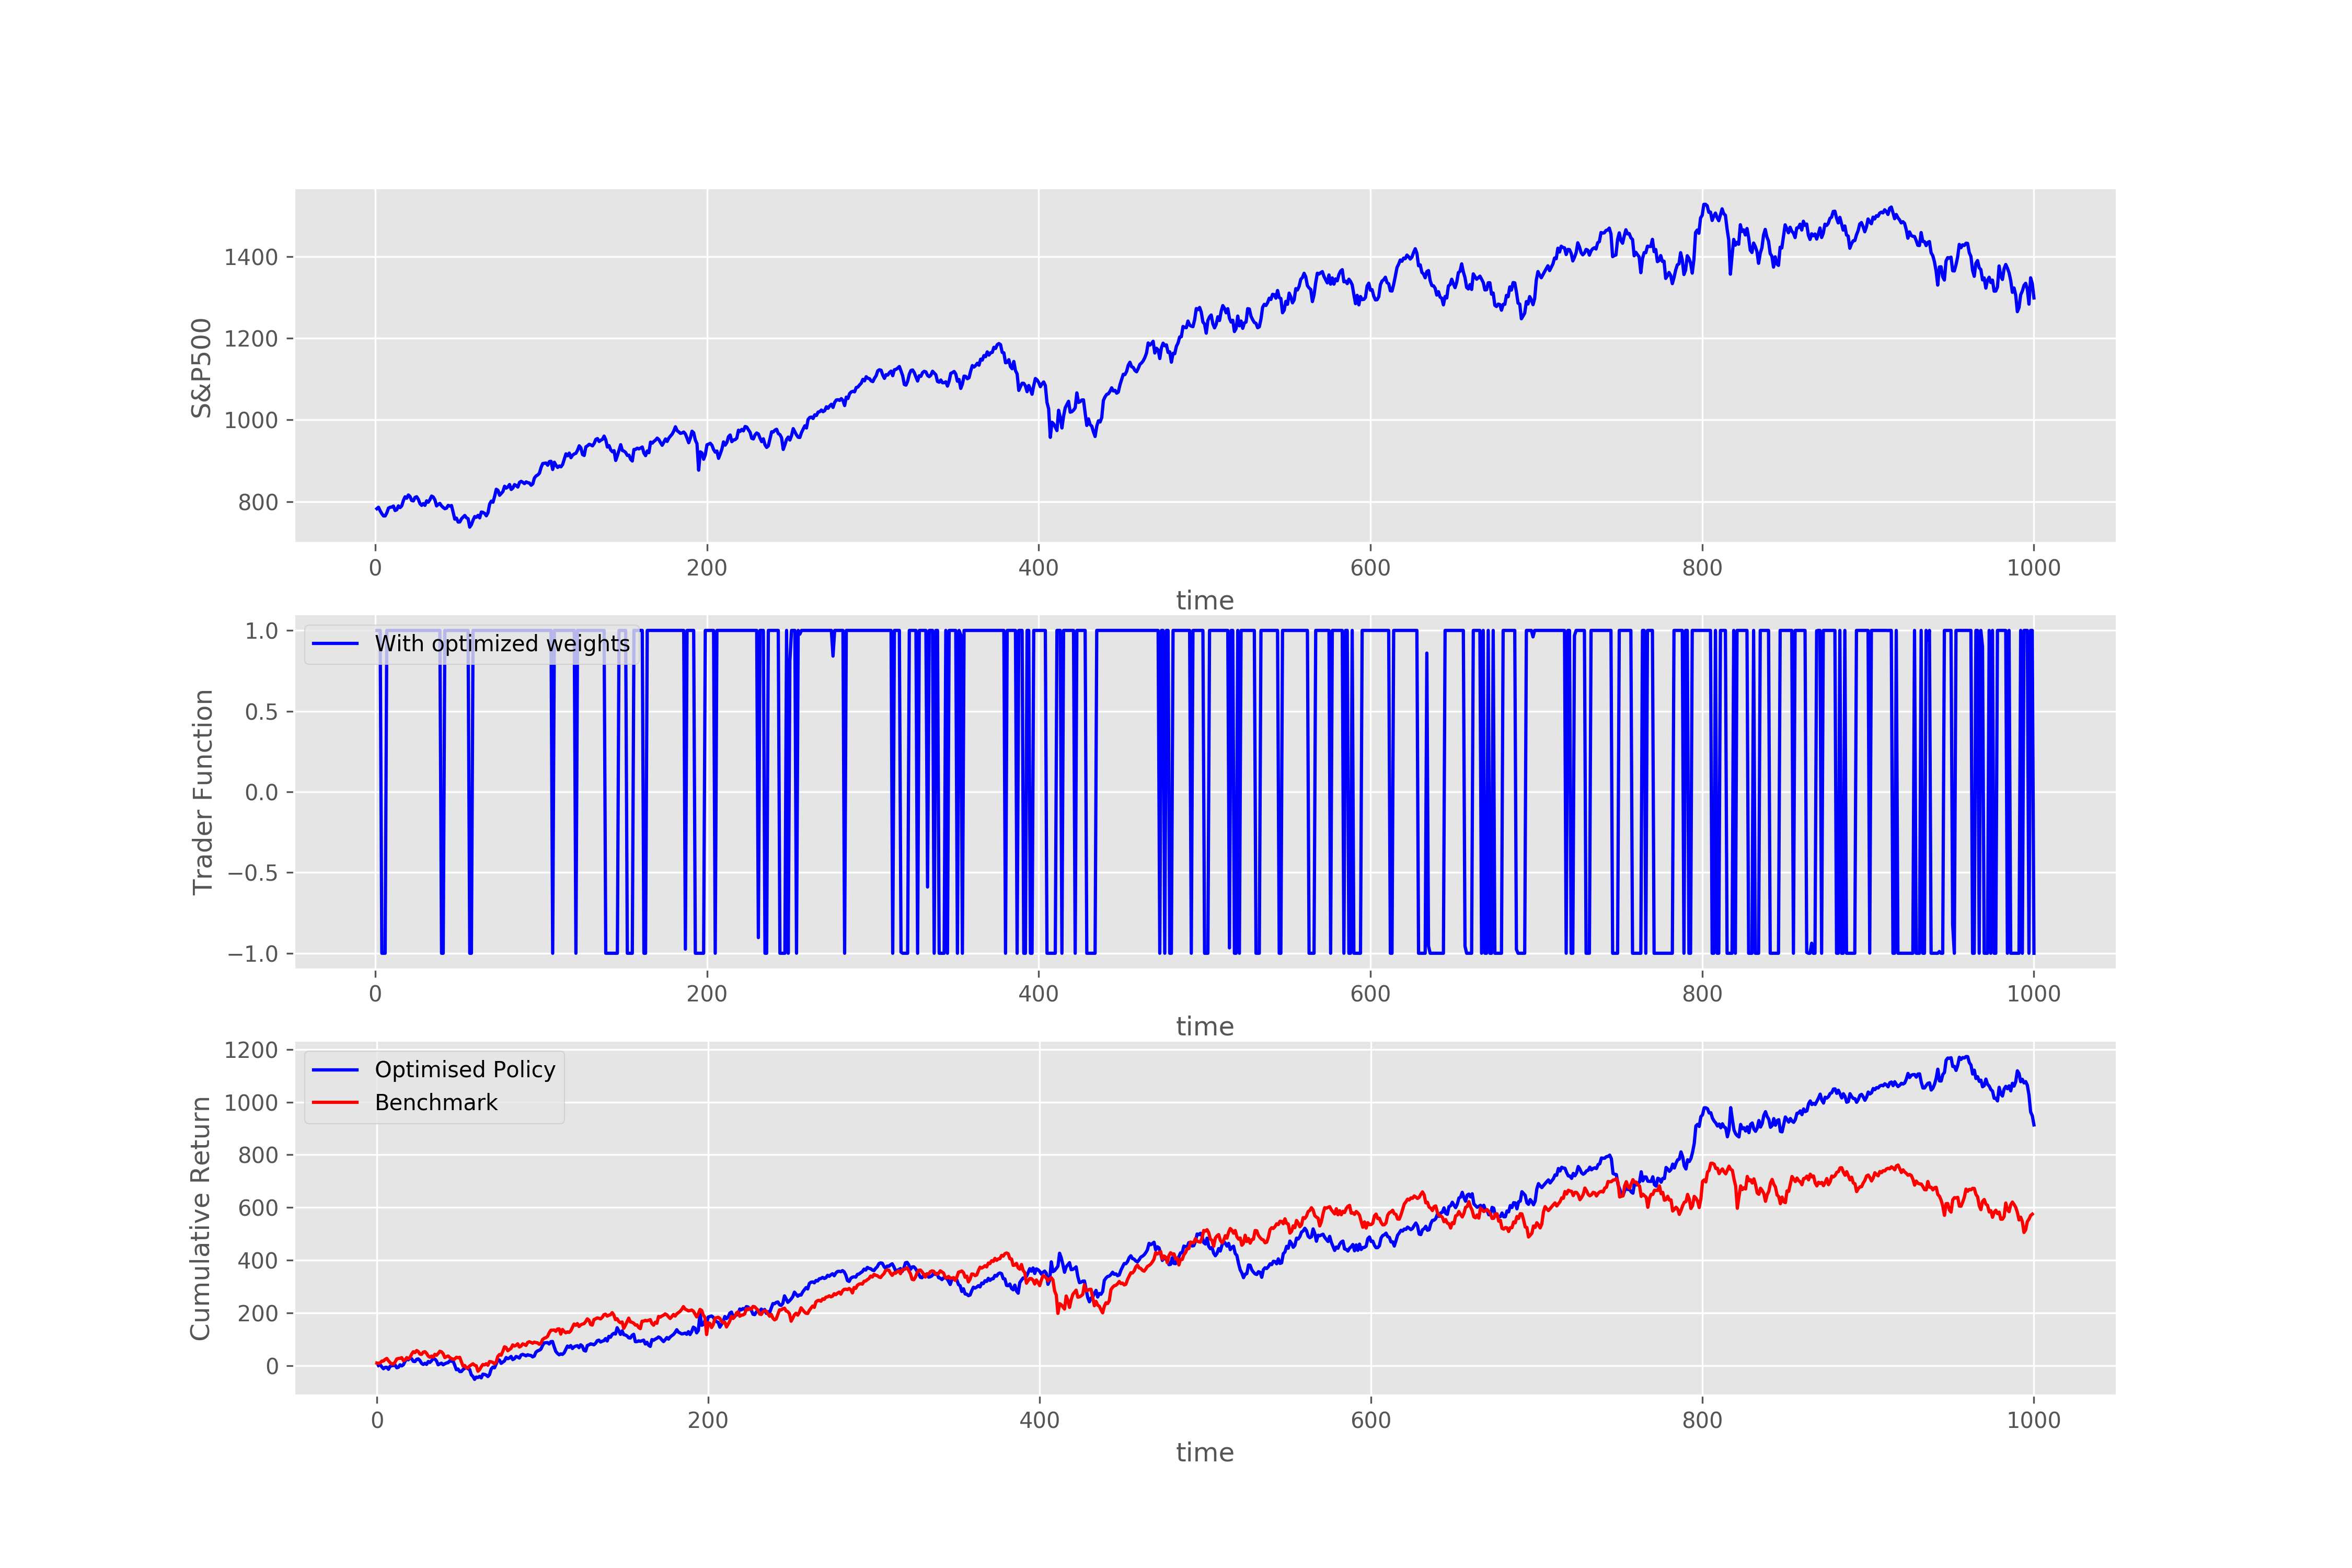 1400
1200
1000
800
S&P500
0 200 400 600 800 1000
time
With optimized weights
1.0
0.5
0.0
−0.5
−1.0
Trader Function
0 200 400 600 800 1000
time
Optimised Policy
Benchmark
1200
1000
800
600
400
200
0
Cumulative Return
0 200 400 600 800 1000
time